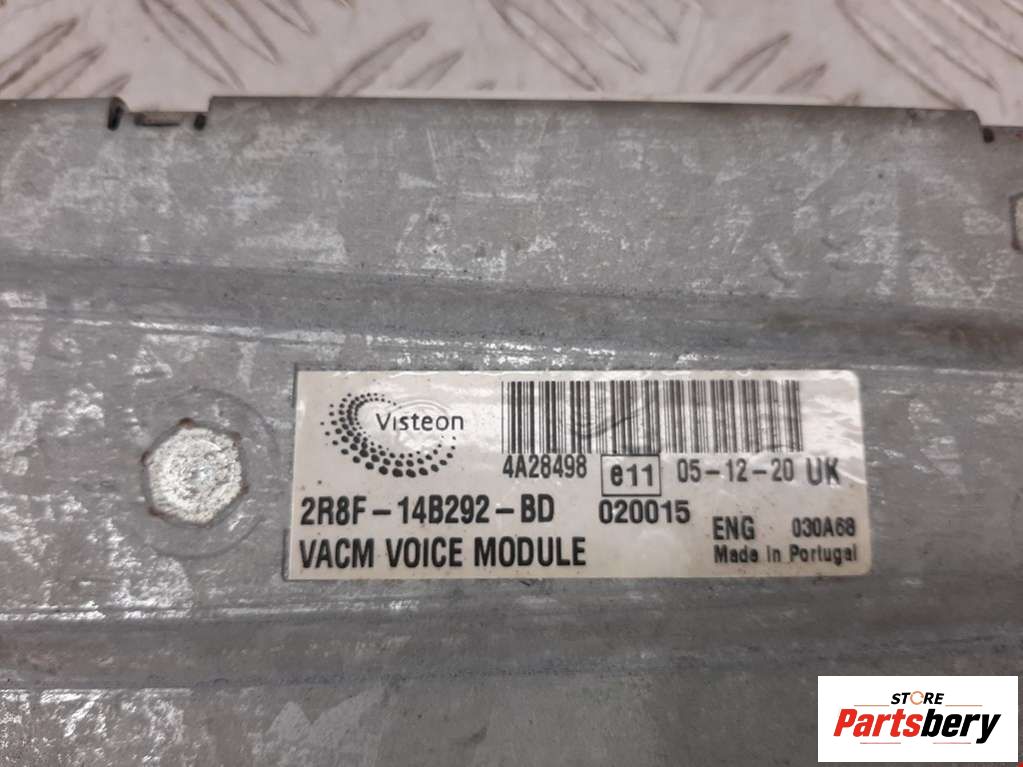 Visteon
4A28498 e11 05-12-20 UK
2R8F-14B292-BD 020015 ENG 030A68
VACM VOICE MODULE Made in Portugal
STORE
Partsbery